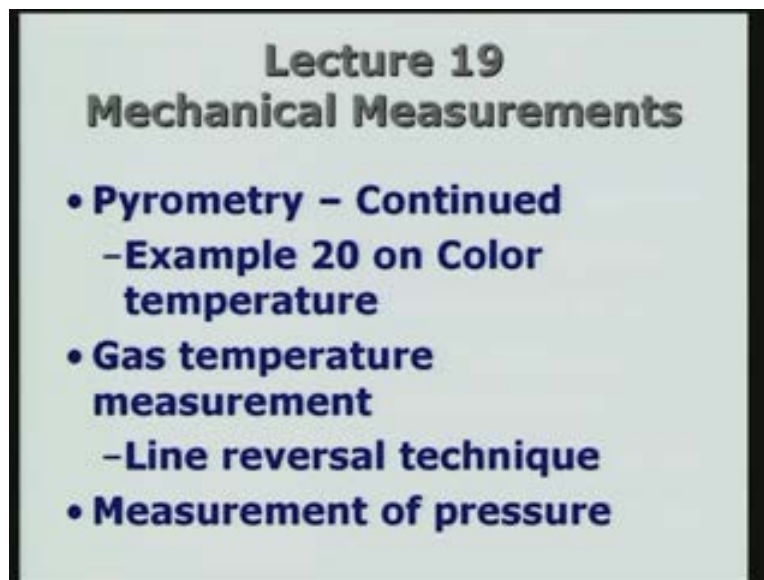 Lecture 19
Mechanical Measurements
• Pyrometry – Continued
–Example 20 on Color
temperature
• Gas temperature
measurement
–Line reversal technique
• Measurement of pressure